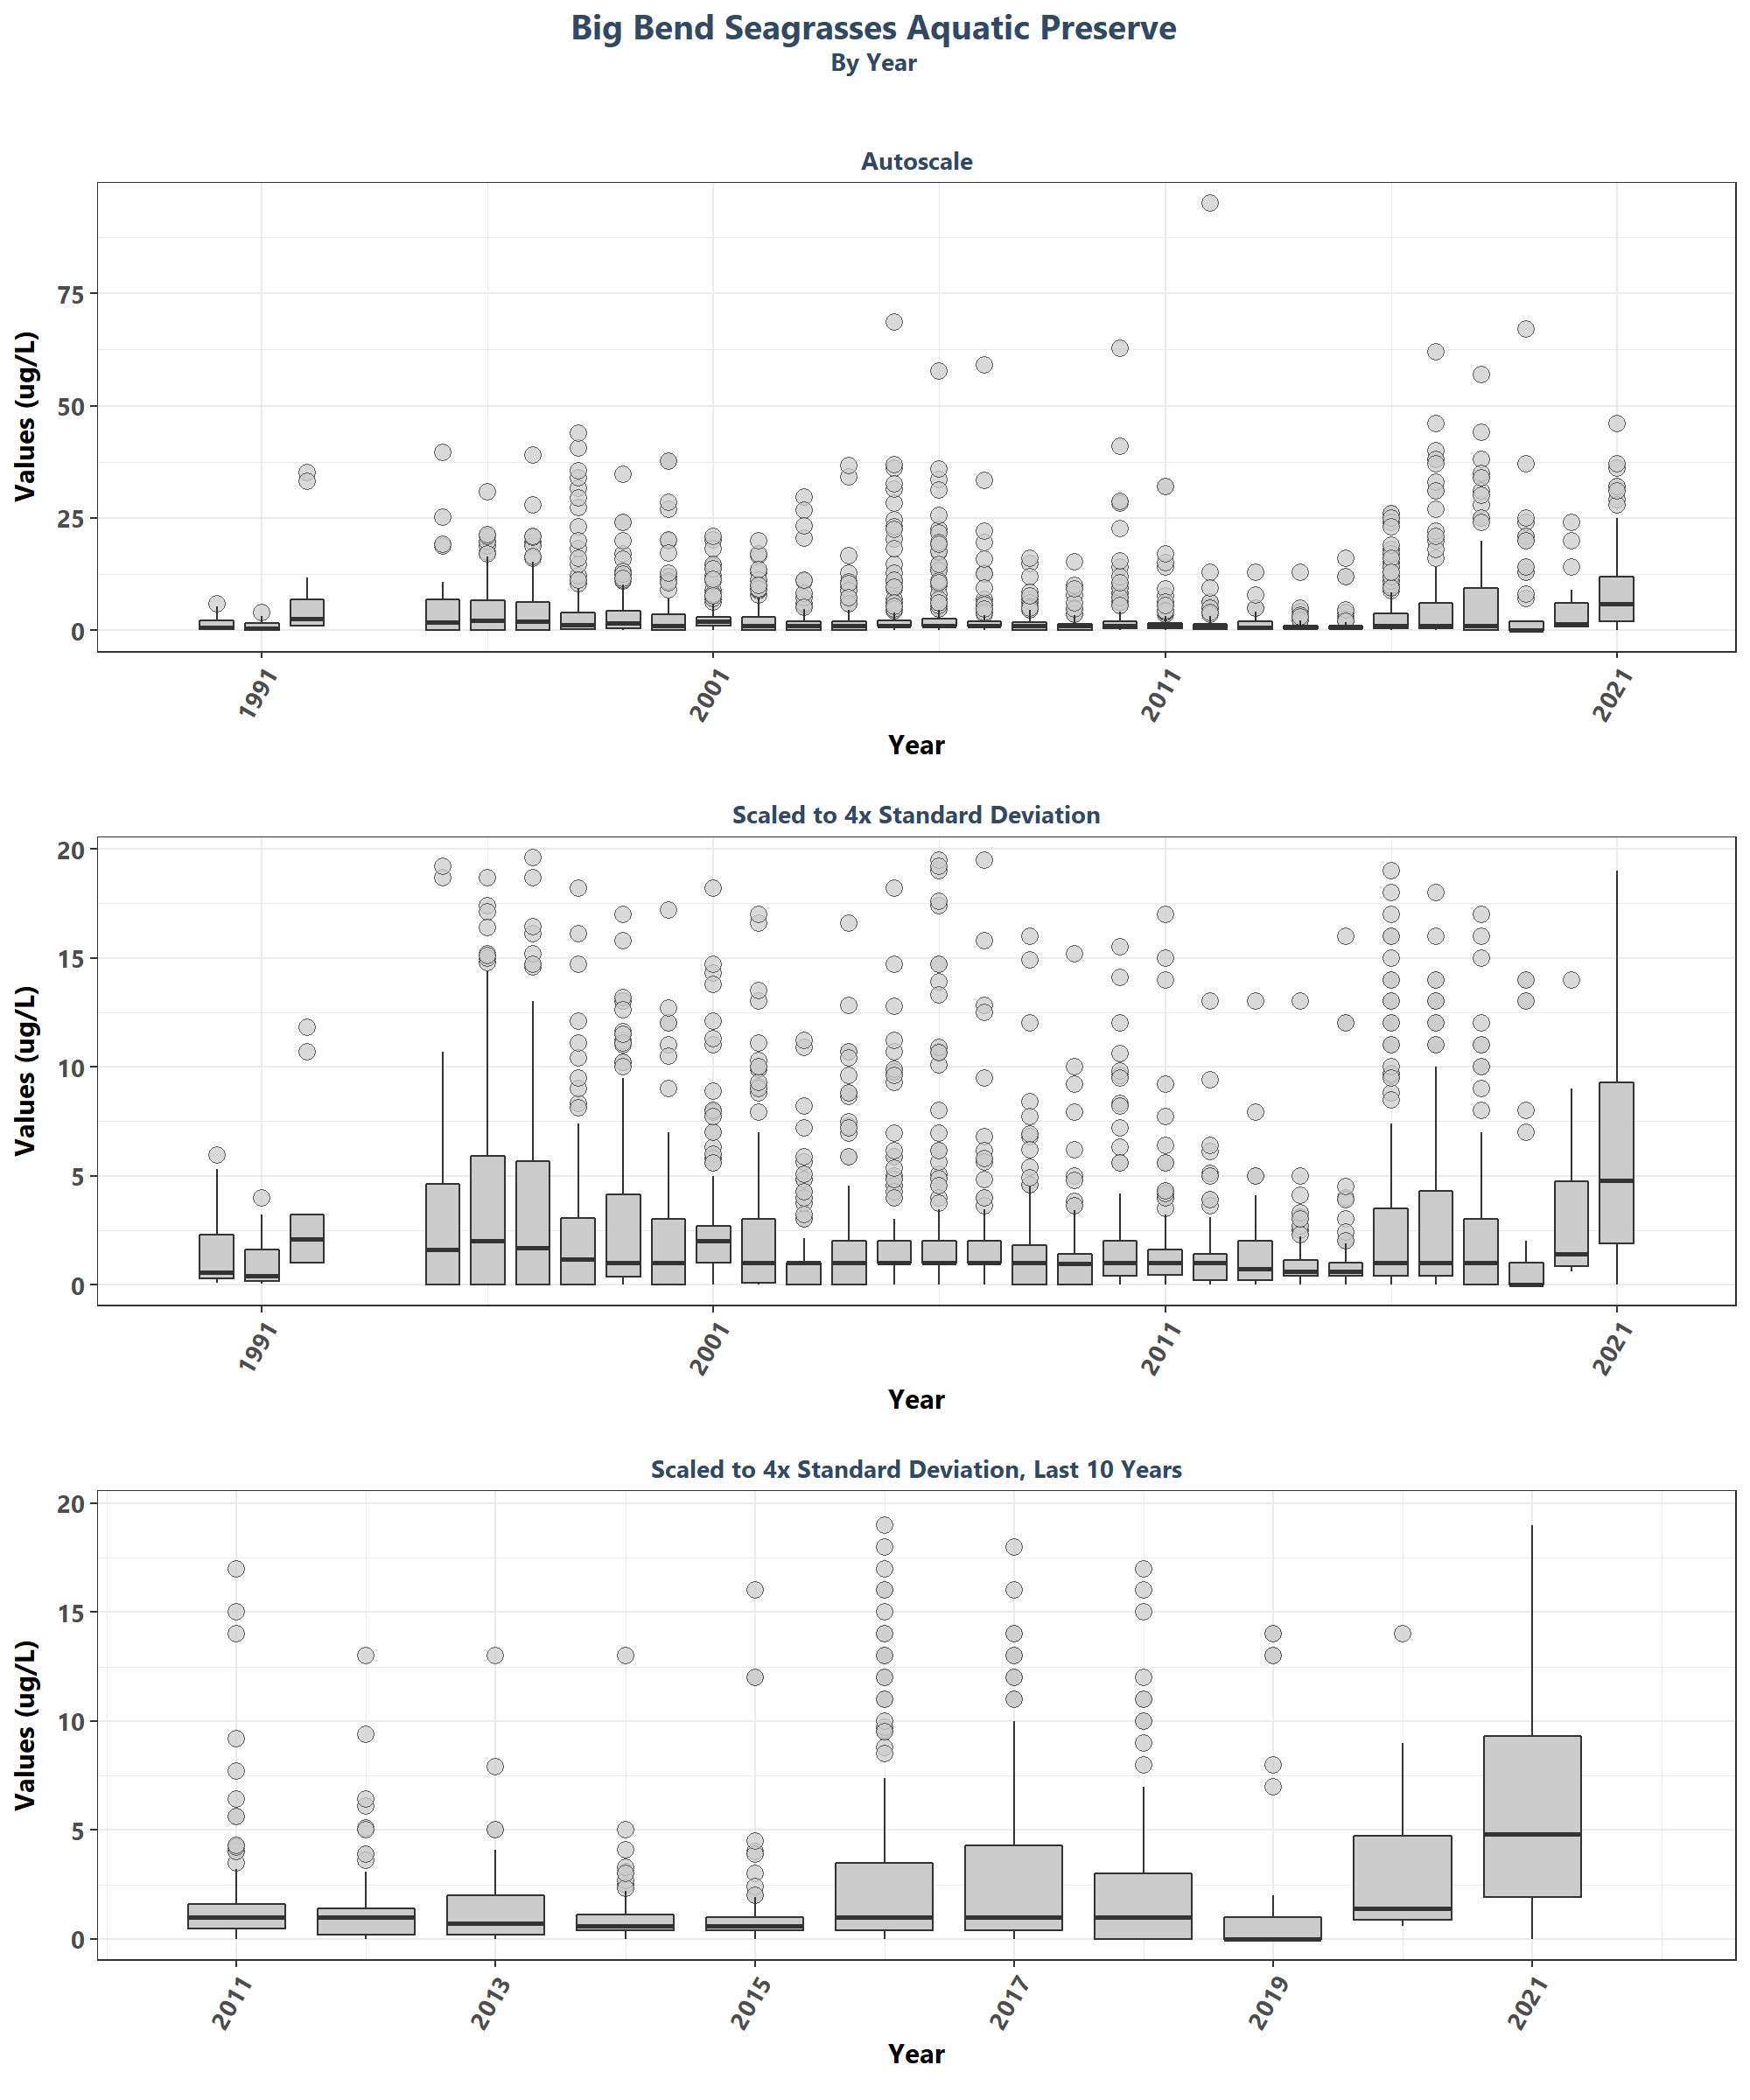 Big Bend Seagrasses Aquatic Preserve
By Year
Autoscale
Values (ug/L)
75
50
25
0
1991
2001
2011
2021
Year
Scaled to 4x Standard Deviation
Values (ug/L)
20
15
10
5
0
1991
2001
2011
2021
Year
Scaled to 4x Standard Deviation, Last 10 Years
Values (ug/L)
20
15
10
5
0
2011
2013
2015
2017
2019
2021
Year